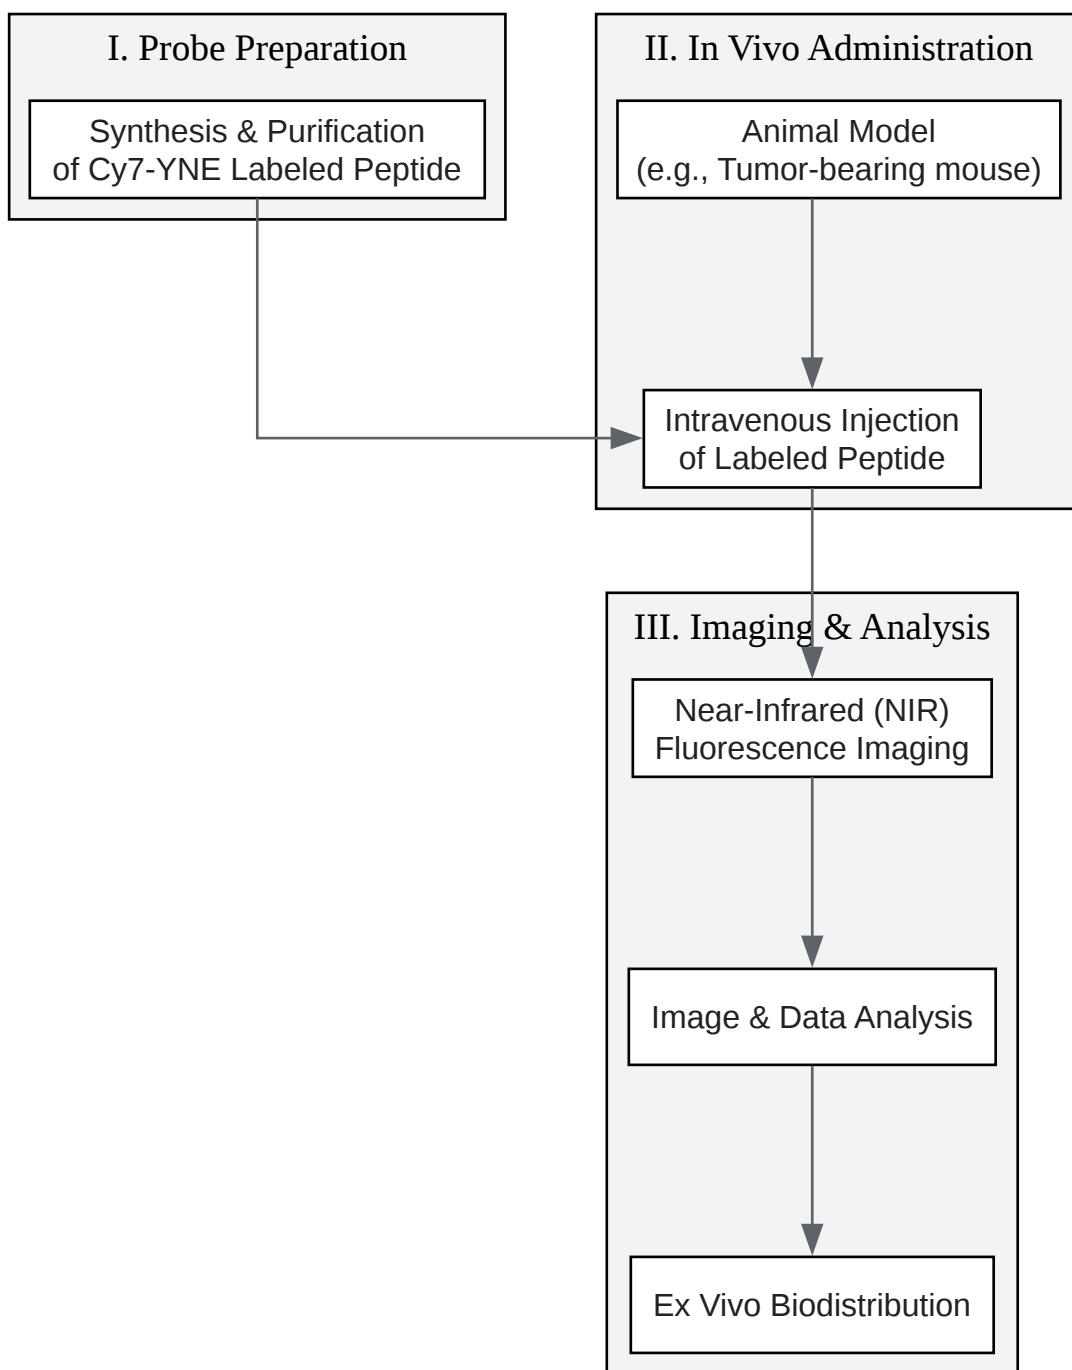 I. Probe Preparation
Synthesis & Purification
of Cy7-YNE Labeled Peptide
II. In Vivo Administration
Animal Model
(e.g., Tumor-bearing mouse)
Intravenous Injection
of Labeled Peptide
III. Imaging & Analysis
Near-Infrared (NIR)
Fluorescence Imaging
Image & Data Analysis
Ex Vivo Biodistribution